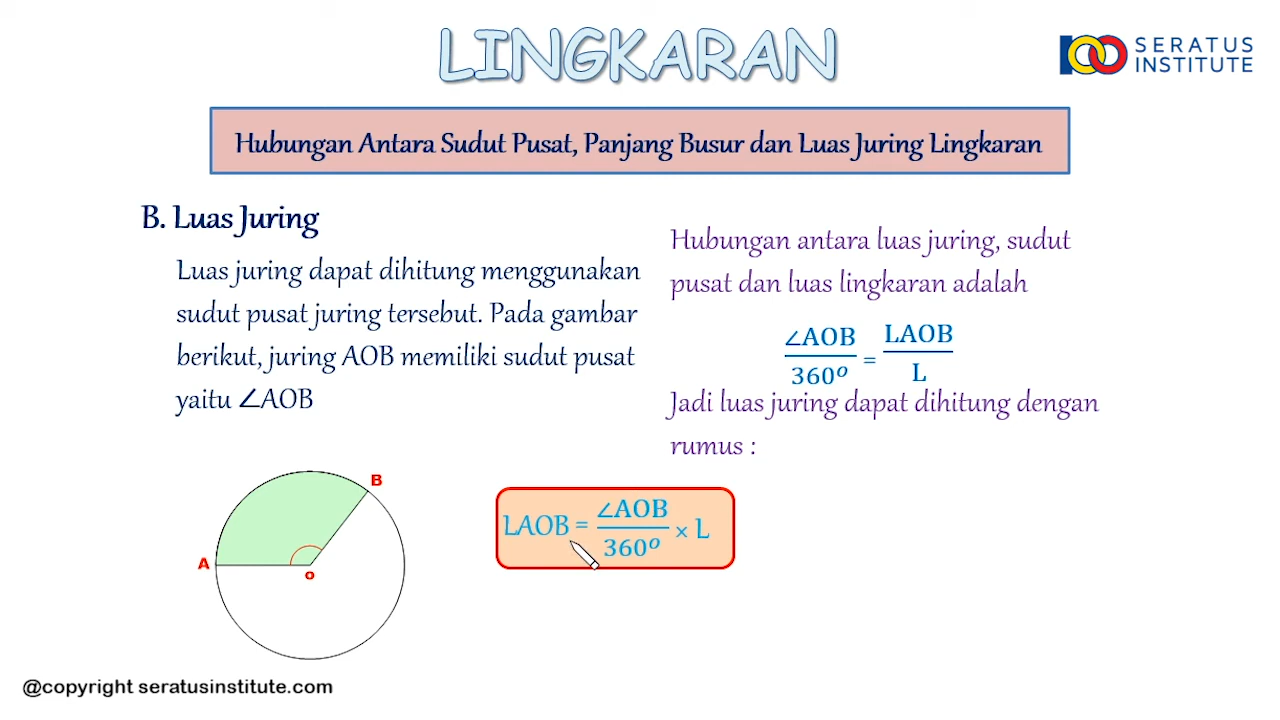 LINGKARAN
SERATUS
INSTITUTE
Hubungan Antara Sudut Pusat, Panjang Busur dan Luas Juring Lingkaran
B. Luas Juring
Luas juring dapat dihitung menggunakan
sudut pusat juring tersebut. Pada gambar
berikut, juring AOB memiliki sudut pusat
yaitu ∠AOB
Hubungan antara luas juring, sudut
pusat dan luas lingkaran adalah
∠AOB/360º = LAOB/L
Jadi luas juring dapat dihitung dengan
rumus :
B
A
o
LAOB = ∠AOB/360º × L
@copyright seratusinstitute.com